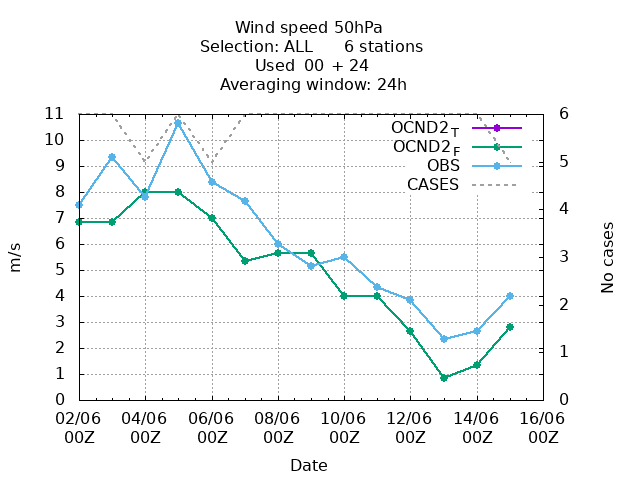 Wind speed 50hPa
Selection: ALL 6 stations
Used 00 + 24
Averaging window: 24h
11
10
9
8
7
6
5
4
3
2
1
0
m/s
6
5
4
3
2
1
0
No cases
OCND2 T
OCND2 F
OBS
CASES
02/06 04/06 06/06 08/06 10/06 12/06 14/06 16/06
00Z 00Z 00Z 00Z 00Z 00Z 00Z 00Z
Date